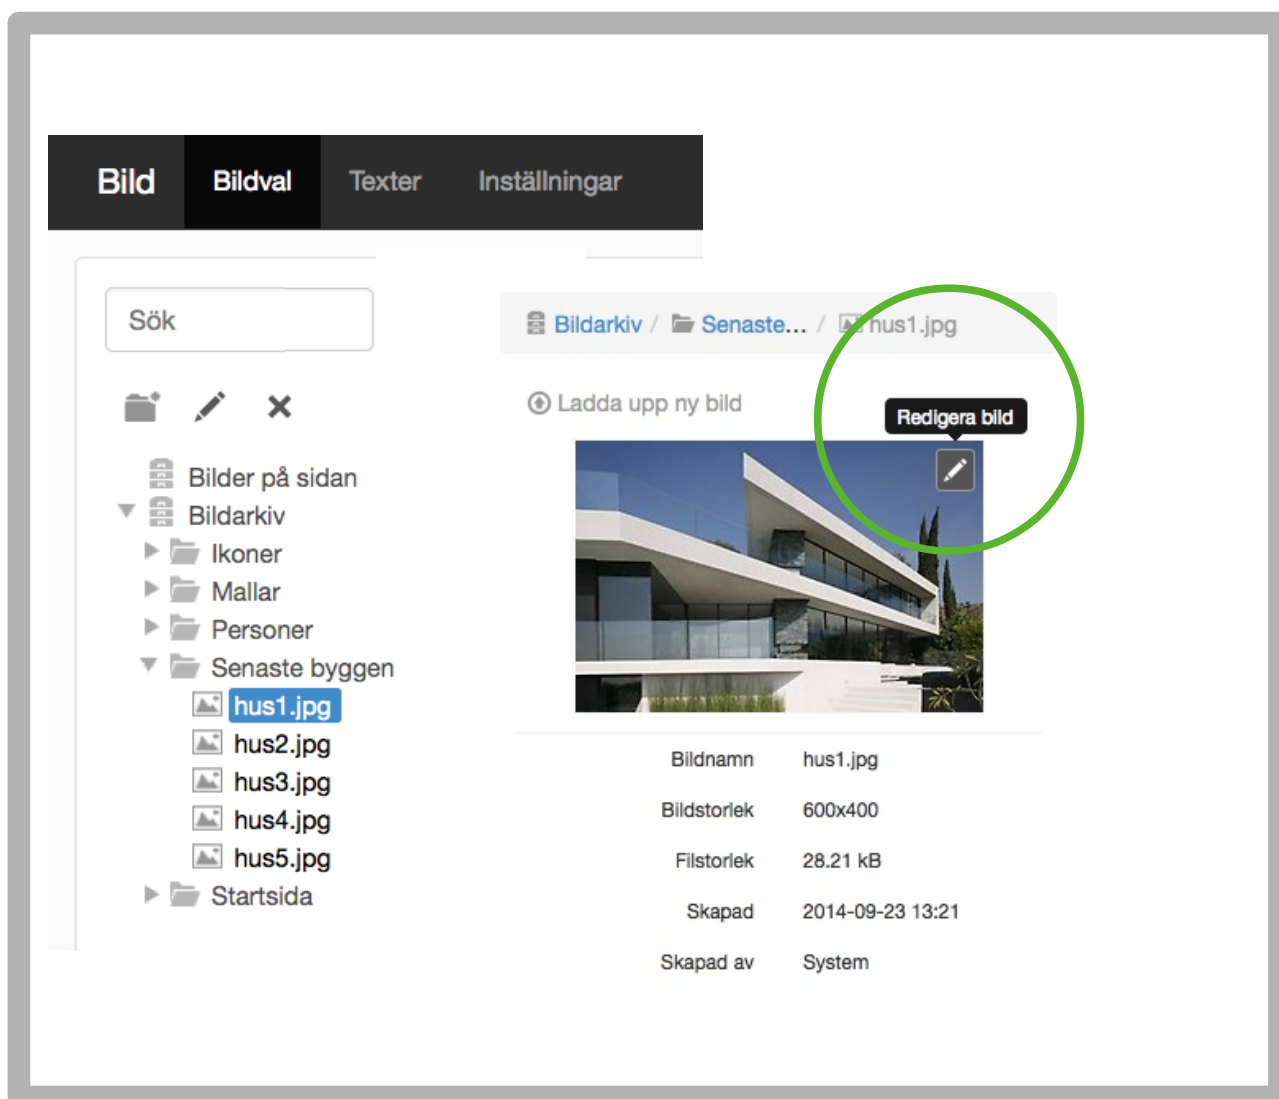 Bild Bildval Texter Inställningar
Sök
Bilder på sidan
Bildarkiv
Ikoner
Mallar
Personer
Senaste byggen
hus1.jpg
hus2.jpg
hus3.jpg
hus4.jpg
hus5.jpg
Startsida
Bildarkiv / Senaste... / hus1.jpg
Ladda upp ny bild
Redigera bild
Bildnamn hus1.jpg
Bildstorlek 600x400
Filstorlek 28.21 kB
Skapad 2014-09-23 13:21
Skapad av System